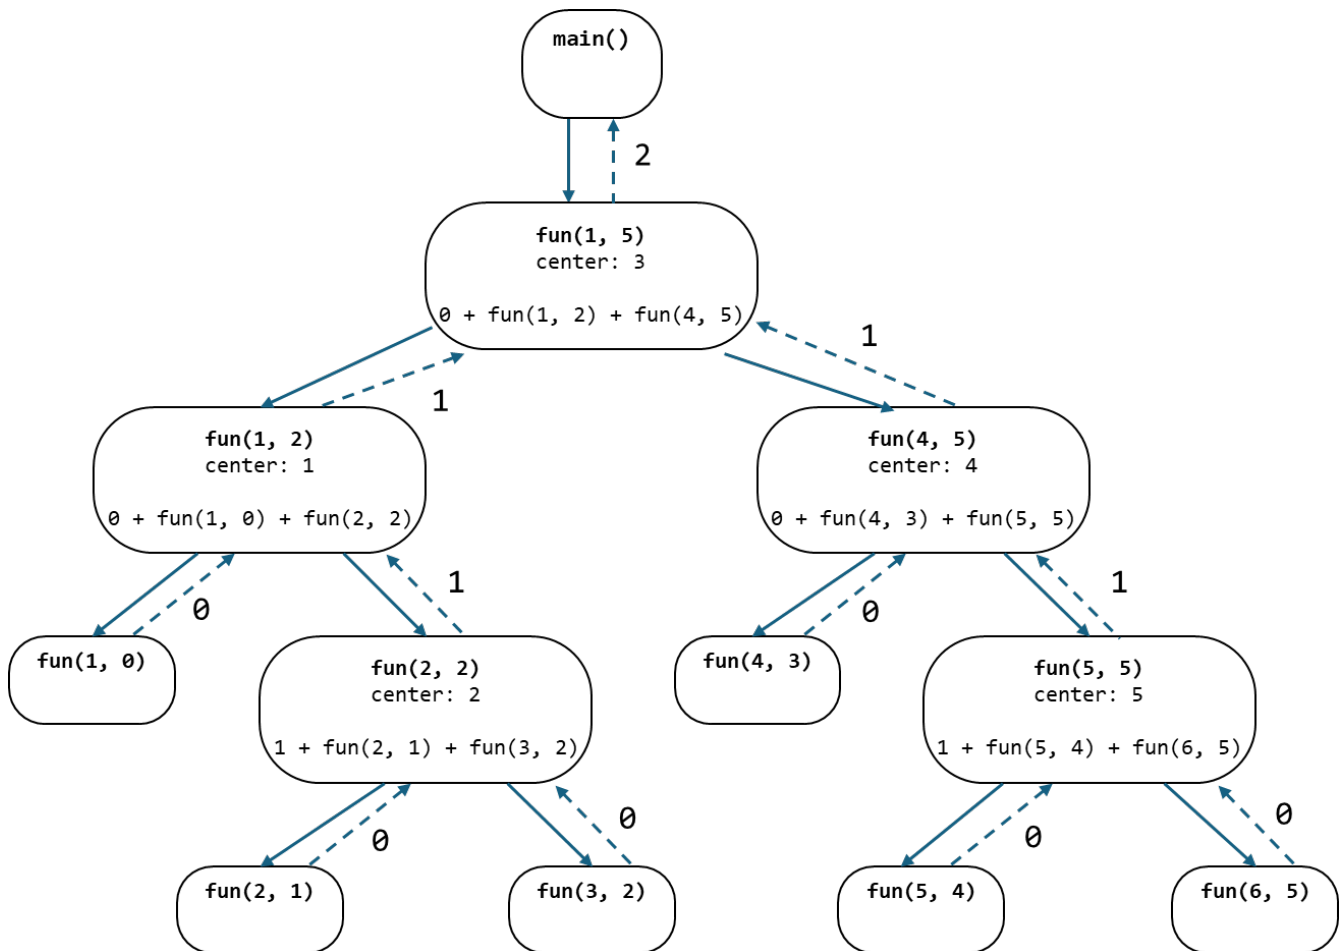 main()
2
fun(1, 5)
center: 3
0 + fun(1, 2) + fun(4, 5)
1
1
fun(1, 2)
center: 1
0 + fun(1, 0) + fun(2, 2)
fun(4, 5)
center: 4
0 + fun(4, 3) + fun(5, 5)
0
1
0
1
fun(1, 0)
fun(2, 2)
center: 2
1 + fun(2, 1) + fun(3, 2)
fun(4, 3)
fun(5, 5)
center: 5
1 + fun(5, 4) + fun(6, 5)
0
0
0
0
fun(2, 1)
fun(3, 2)
fun(5, 4)
fun(6, 5)